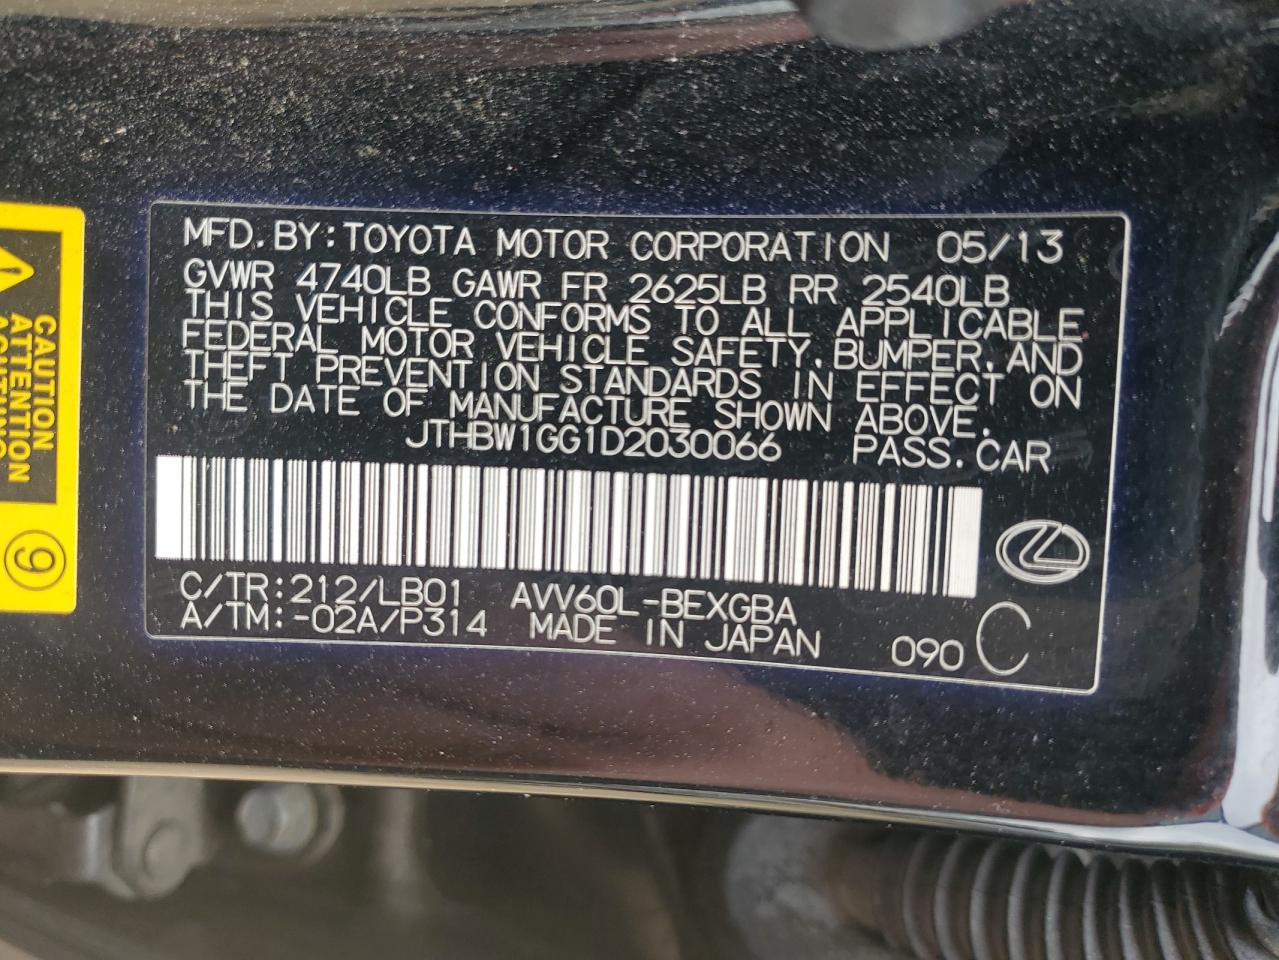 MFD. BY: TOYOTA MOTOR CORPORATION 05/13
GVWR 4740LB GAWR FR 2625LB RR 2540LB
THIS VEHICLE CONFORMS TO ALL APPLICABLE
FEDERAL MOTOR VEHICLE SAFETY, BUMPER, AND
THEFT PREVENTION STANDARDS IN EFFECT ON
THE DATE OF MANUFACTURE SHOWN ABOVE.
JTHBW1GG1D2030066 PASS. CAR
C/TR: 212/LB01 AVV60L-BEXGBA
A/TM: -02A/P314 MADE IN JAPAN 090 C
CAUTION
ATTENTION
9